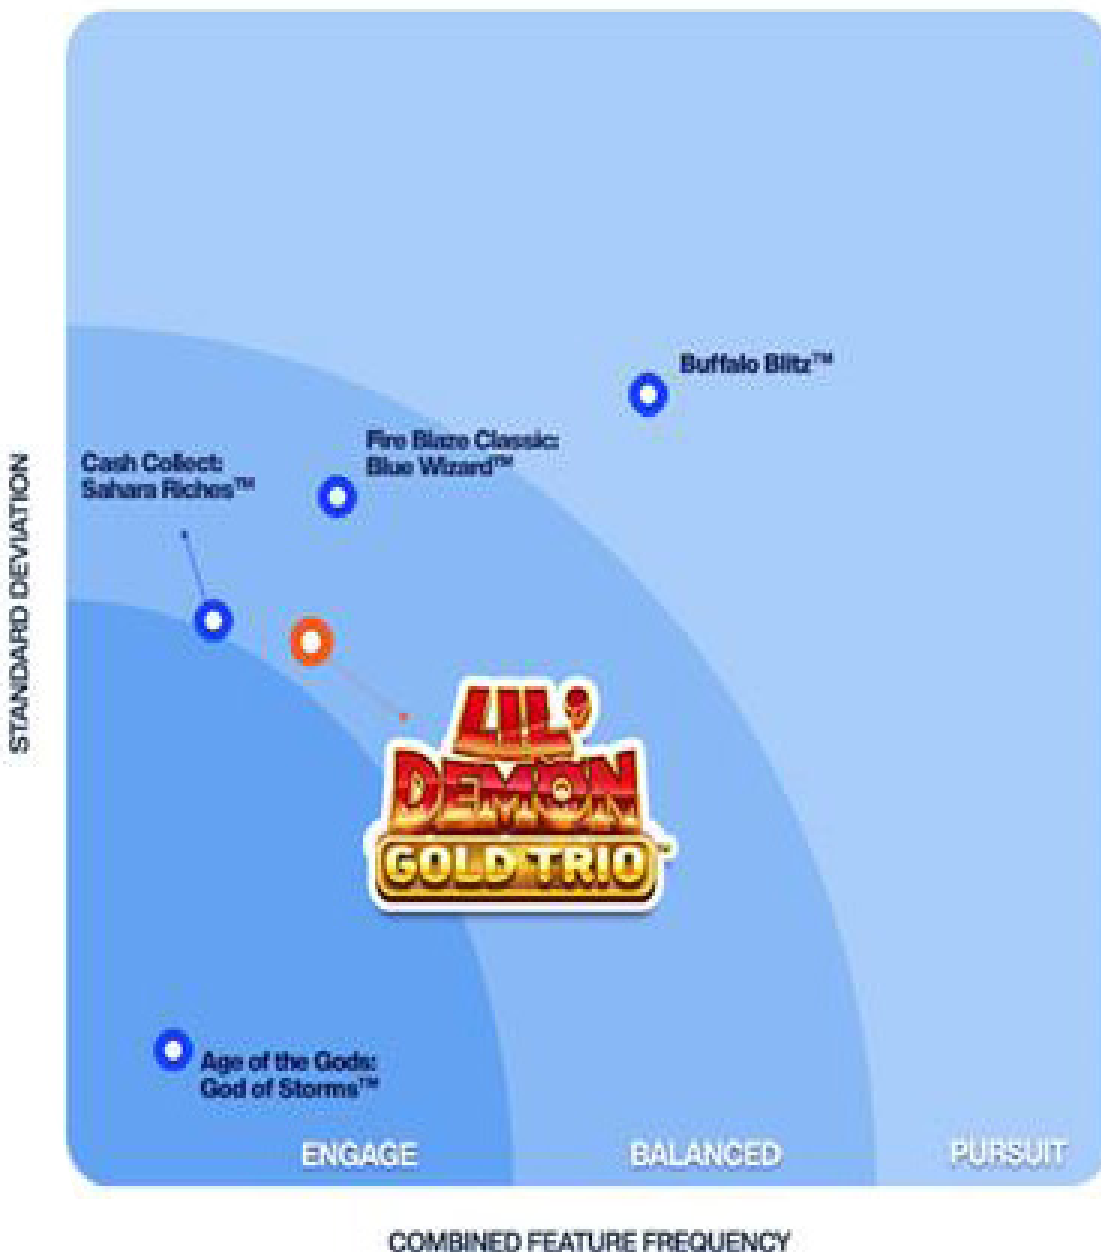 Buffalo Blitz™
Fire Blaze Classic:
Blue Wizard™
Cash Collect:
Sahara Riches™
STANDARD DEVIATION
LIL'
DEMON
GOLD TRIO™
Age of the Gods:
God of Storms™
ENGAGE
BALANCED
PURSUIT
COMBINED FEATURE FREQUENCY